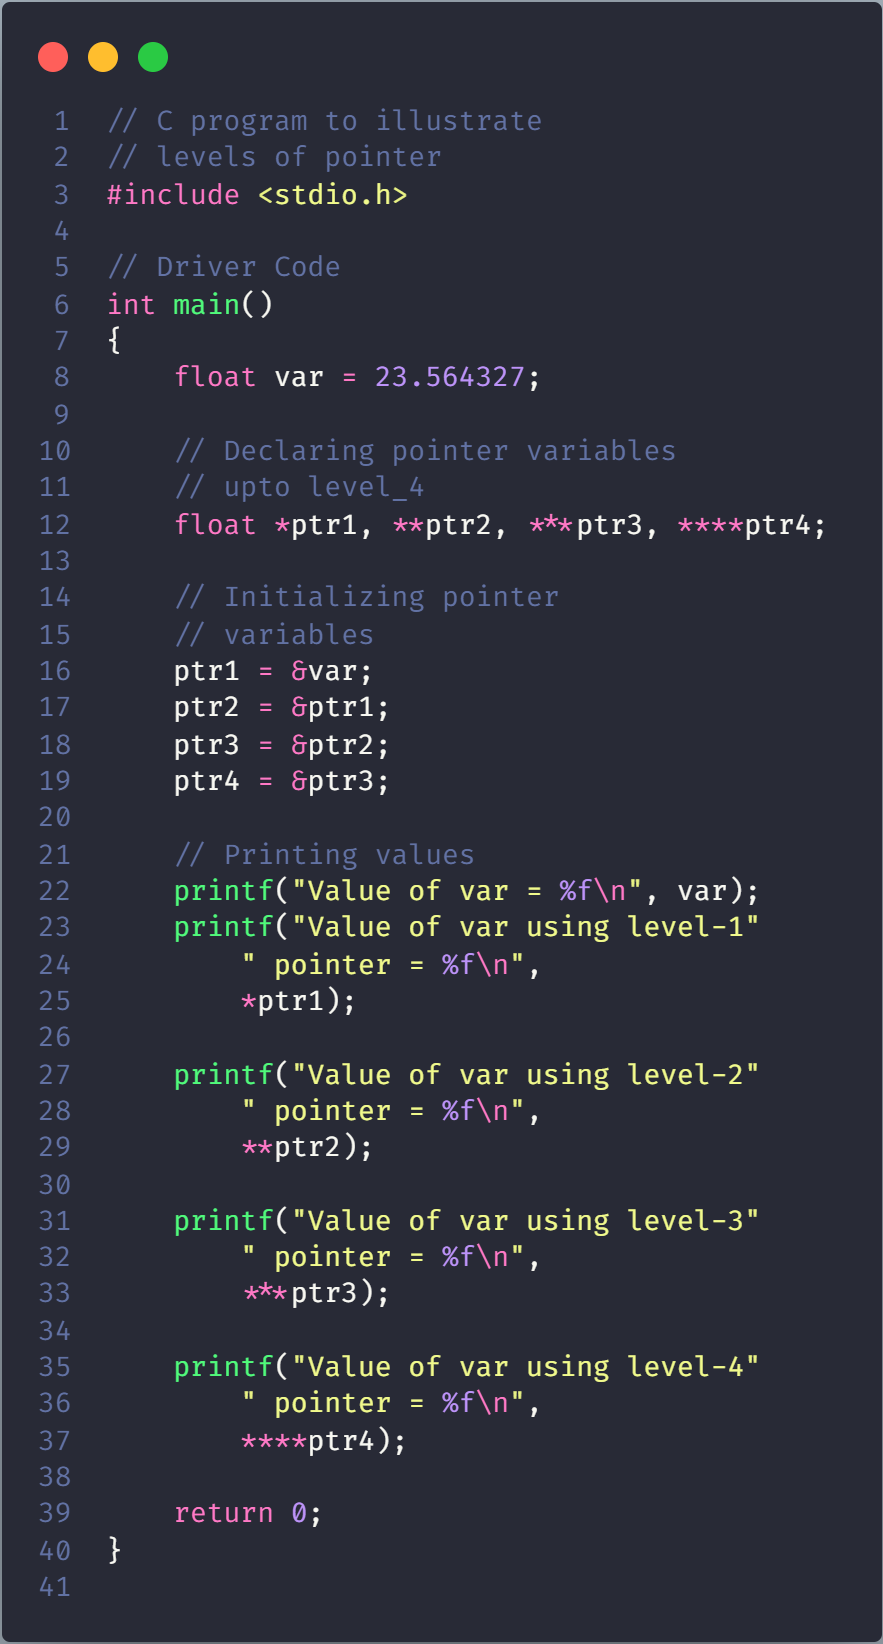 1 // C program to illustrate
2 // levels of pointer
3 #include <stdio.h>
4
5 // Driver Code
6 int main()
7 {
8     float var = 23.564327;
9
10     // Declaring pointer variables
11     // upto level_4
12     float *ptr1, **ptr2, ***ptr3, ****ptr4;
13
14     // Initializing pointer
15     // variables
16     ptr1 = &var;
17     ptr2 = &ptr1;
18     ptr3 = &ptr2;
19     ptr4 = &ptr3;
20
21     // Printing values
22     printf("Value of var = %f\n", var);
23     printf("Value of var using level-1"
24         " pointer = %f\n",
25         *ptr1);
26
27     printf("Value of var using level-2"
28         " pointer = %f\n",
29         **ptr2);
30
31     printf("Value of var using level-3"
32         " pointer = %f\n",
33         ***ptr3);
34
35     printf("Value of var using level-4"
36         " pointer = %f\n",
37         ****ptr4);
38
39     return 0;
40 }
41